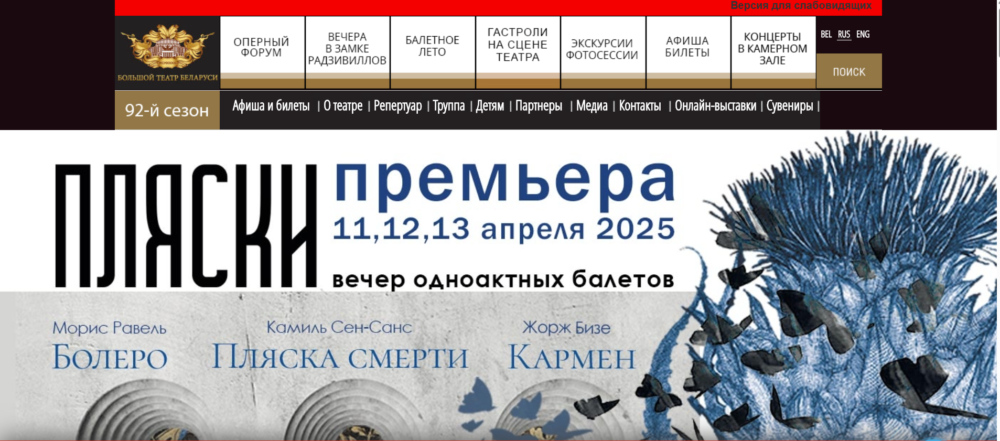 Версия для слабовидящих
БОЛЬШОЙ ТЕАТР БЕЛАРУСИ
ОПЕРНЫЙ
ФОРУМ
ВЕЧЕРА
В ЗАМКЕ
РАДЗИВИЛЛОВ
БАЛЕТНОЕ
ЛЕТО
ГАСТРОЛИ
НА СЦЕНЕ
ТЕАТРА
ЭКСКУРСИИ
ФОТОСЕССИИ
АФИША
БИЛЕТЫ
КОНЦЕРТЫ
В КАМЕРНОМ
ЗАЛЕ
BEL RUS ENG
ПОИСК
92-й сезон
Афиша и билеты | О театре | Репертуар | Труппа | Детям | Партнеры | Медиа | Контакты | Онлайн-выставки | Сувениры |
ПЛЯСКИ
премьера
11,12,13 апреля 2025
вечер одноактных балетов
Морис Равель
БОЛЕРО
Камиль Сен-Санс
ПЛЯСКА СМЕРТИ
Жорж Бизе
КАРМЕН